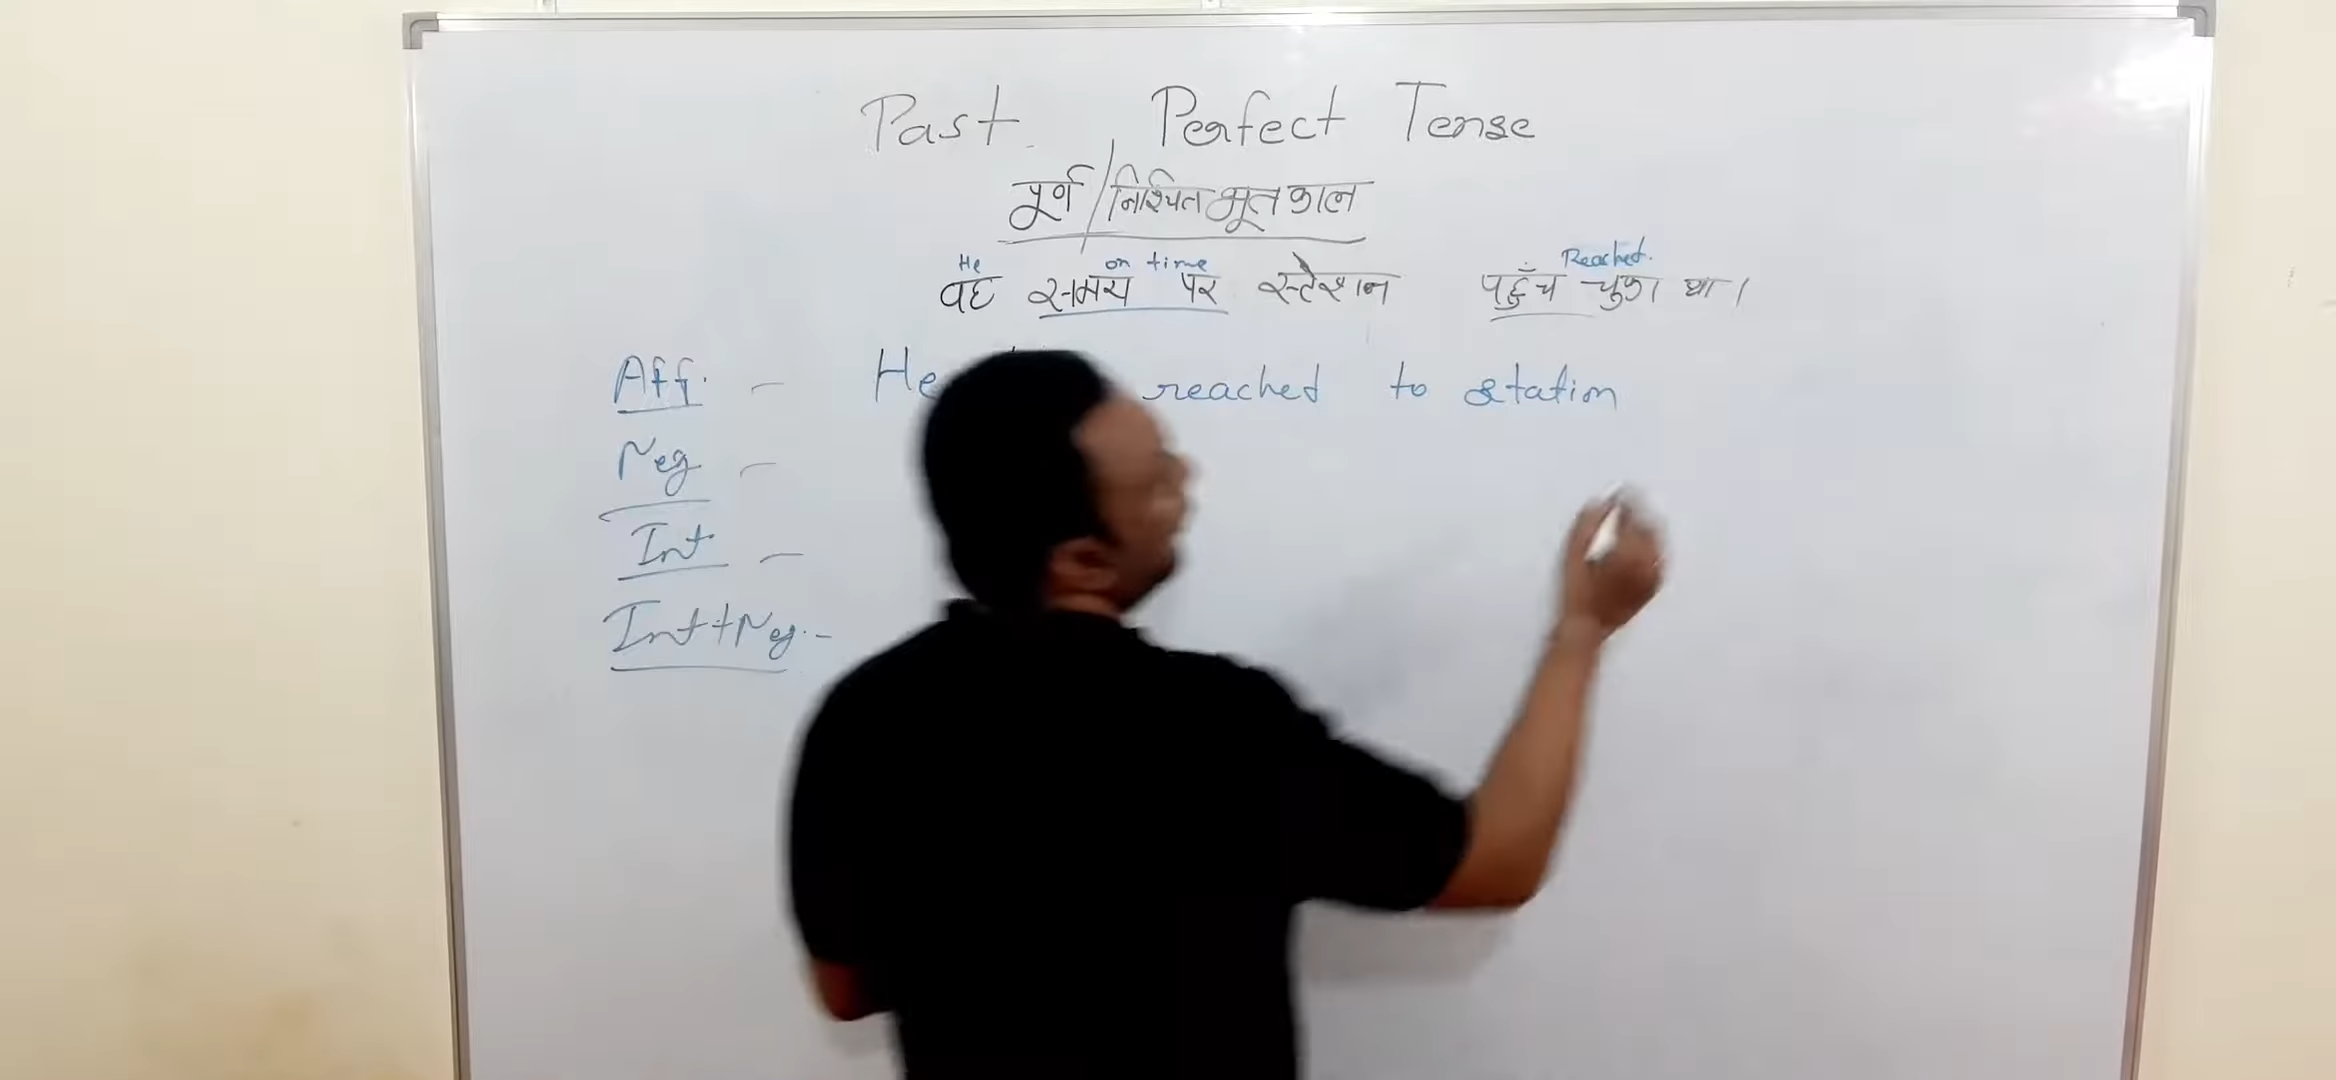 Past Perfect Tense
पूर्ण/निश्चित भूतकाल
He on time Reached.
वह समय पर स्टेशन पहुँच चुका था।
Aff. - He reached to station
Neg -
Int -
Int+Neg. -